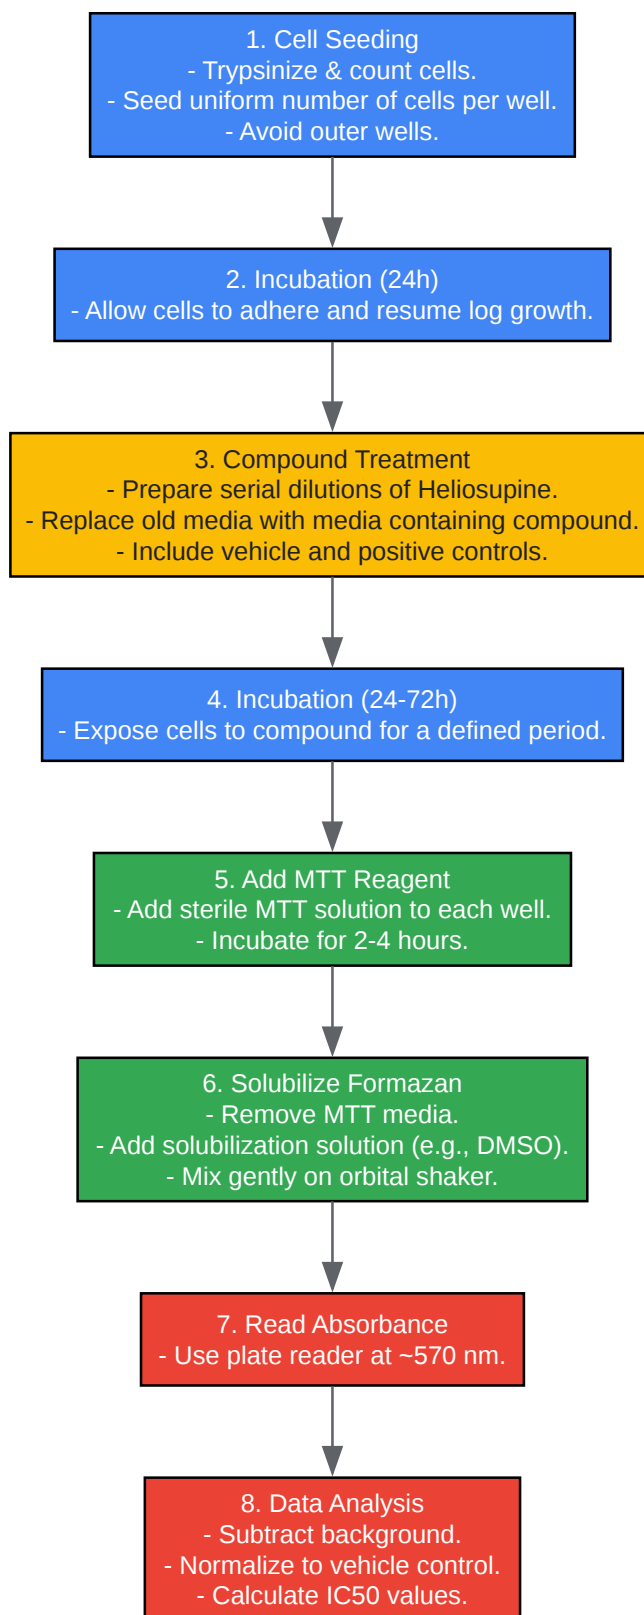 1. Cell Seeding
- Trypsinize & count cells.
- Seed uniform number of cells per well.
- Avoid outer wells.
2. Incubation (24h)
- Allow cells to adhere and resume log growth.
3. Compound Treatment
- Prepare serial dilutions of Heliosupine.
- Replace old media with media containing compound.
- Include vehicle and positive controls.
4. Incubation (24-72h)
- Expose cells to compound for a defined period.
5. Add MTT Reagent
- Add sterile MTT solution to each well.
- Incubate for 2-4 hours.
6. Solubilize Formazan
- Remove MTT media.
- Add solubilization solution (e.g., DMSO).
- Mix gently on orbital shaker.
7. Read Absorbance
- Use plate reader at ~570 nm.
8. Data Analysis
- Subtract background.
- Normalize to vehicle control.
- Calculate IC50 values.